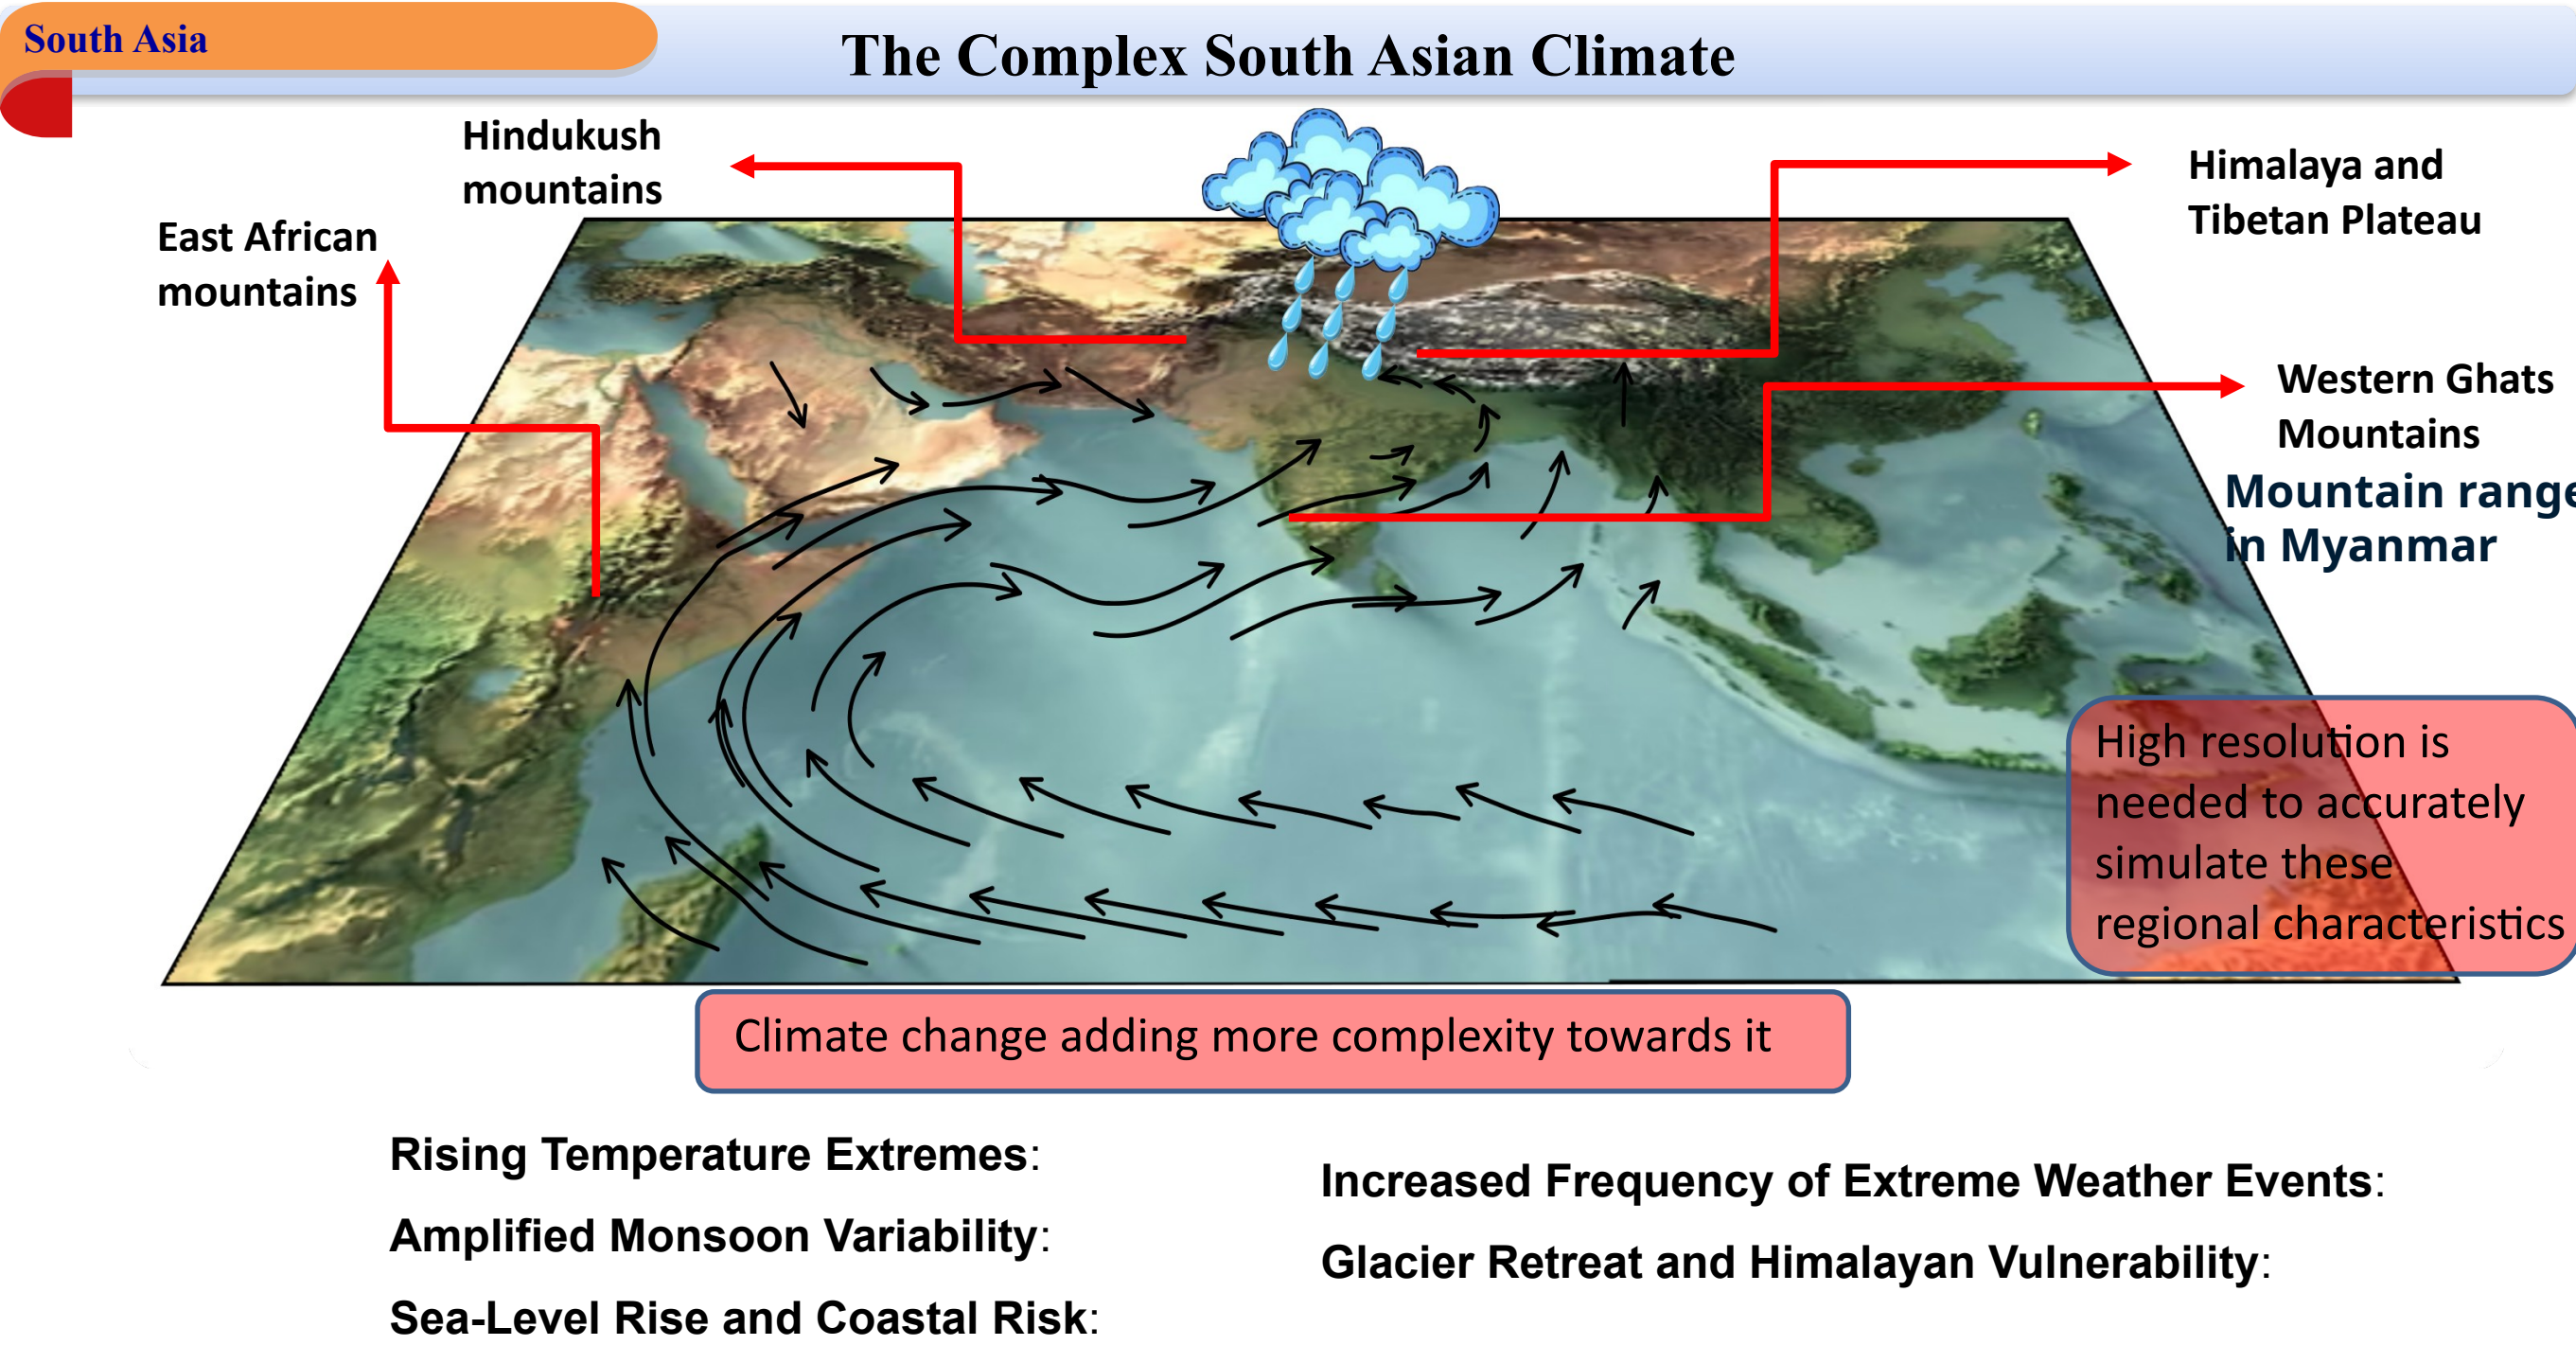 South Asia
The Complex South Asian Climate
Hindukush
mountains
East African
mountains
Himalaya and
Tibetan Plateau
Western Ghats
Mountains
Mountain range
in Myanmar
High resolution is
needed to accurately
simulate these
regional characteristics
Climate change adding more complexity towards it
Rising Temperature Extremes:
Amplified Monsoon Variability:
Sea-Level Rise and Coastal Risk:
Increased Frequency of Extreme Weather Events:
Glacier Retreat and Himalayan Vulnerability: